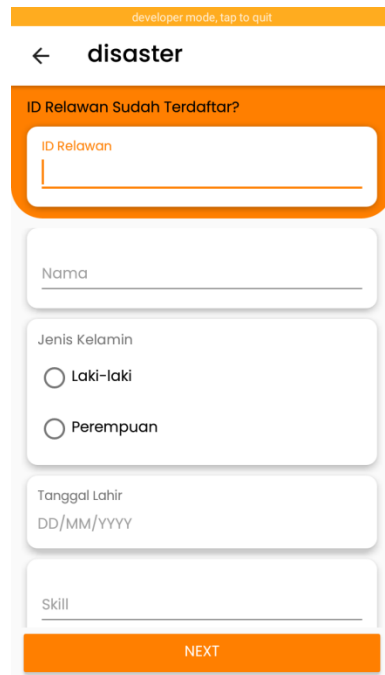 developer mode, tap to quit
disaster
ID Relawan Sudah Terdaftar?
ID Relawan
Nama
Jenis Kelamin
Laki-laki
Perempuan
Tanggal Lahir
DD/MM/YYYY
Skill
NEXT